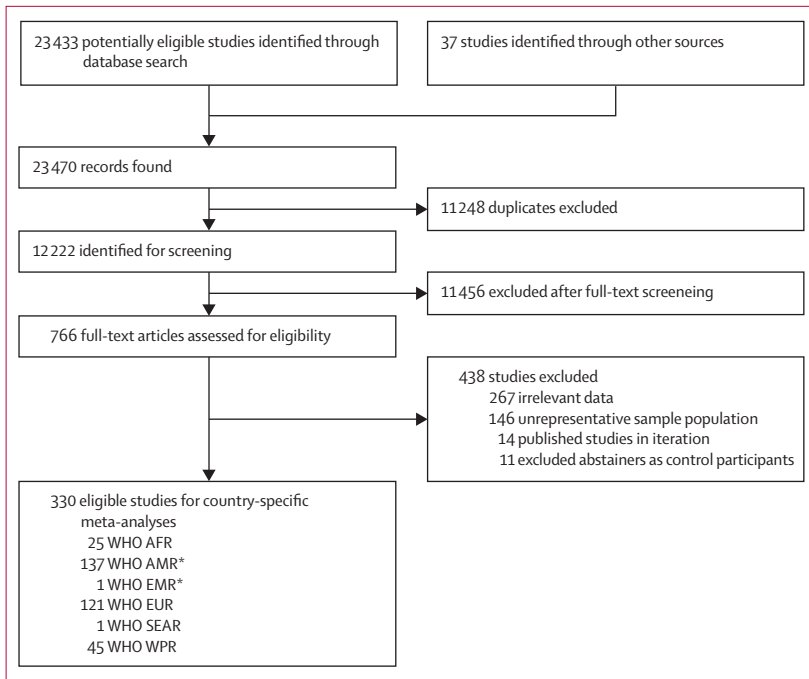 23 433 potentially eligible studies identified through
database search
37 studies identified through other sources
23 470 records found
11 248 duplicates excluded
12 222 identified for screening
11 456 excluded after full-text screeneing
766 full-text articles assessed for eligibility
438 studies excluded
267 irrelevant data
146 unrepresentative sample population
14 published studies in iteration
11 excluded abstainers as control participants
330 eligible studies for country-specific
meta-analyses
25 WHO AFR
137 WHO AMR*
1 WHO EMR*
121 WHO EUR
1 WHO SEAR
45 WHO WPR